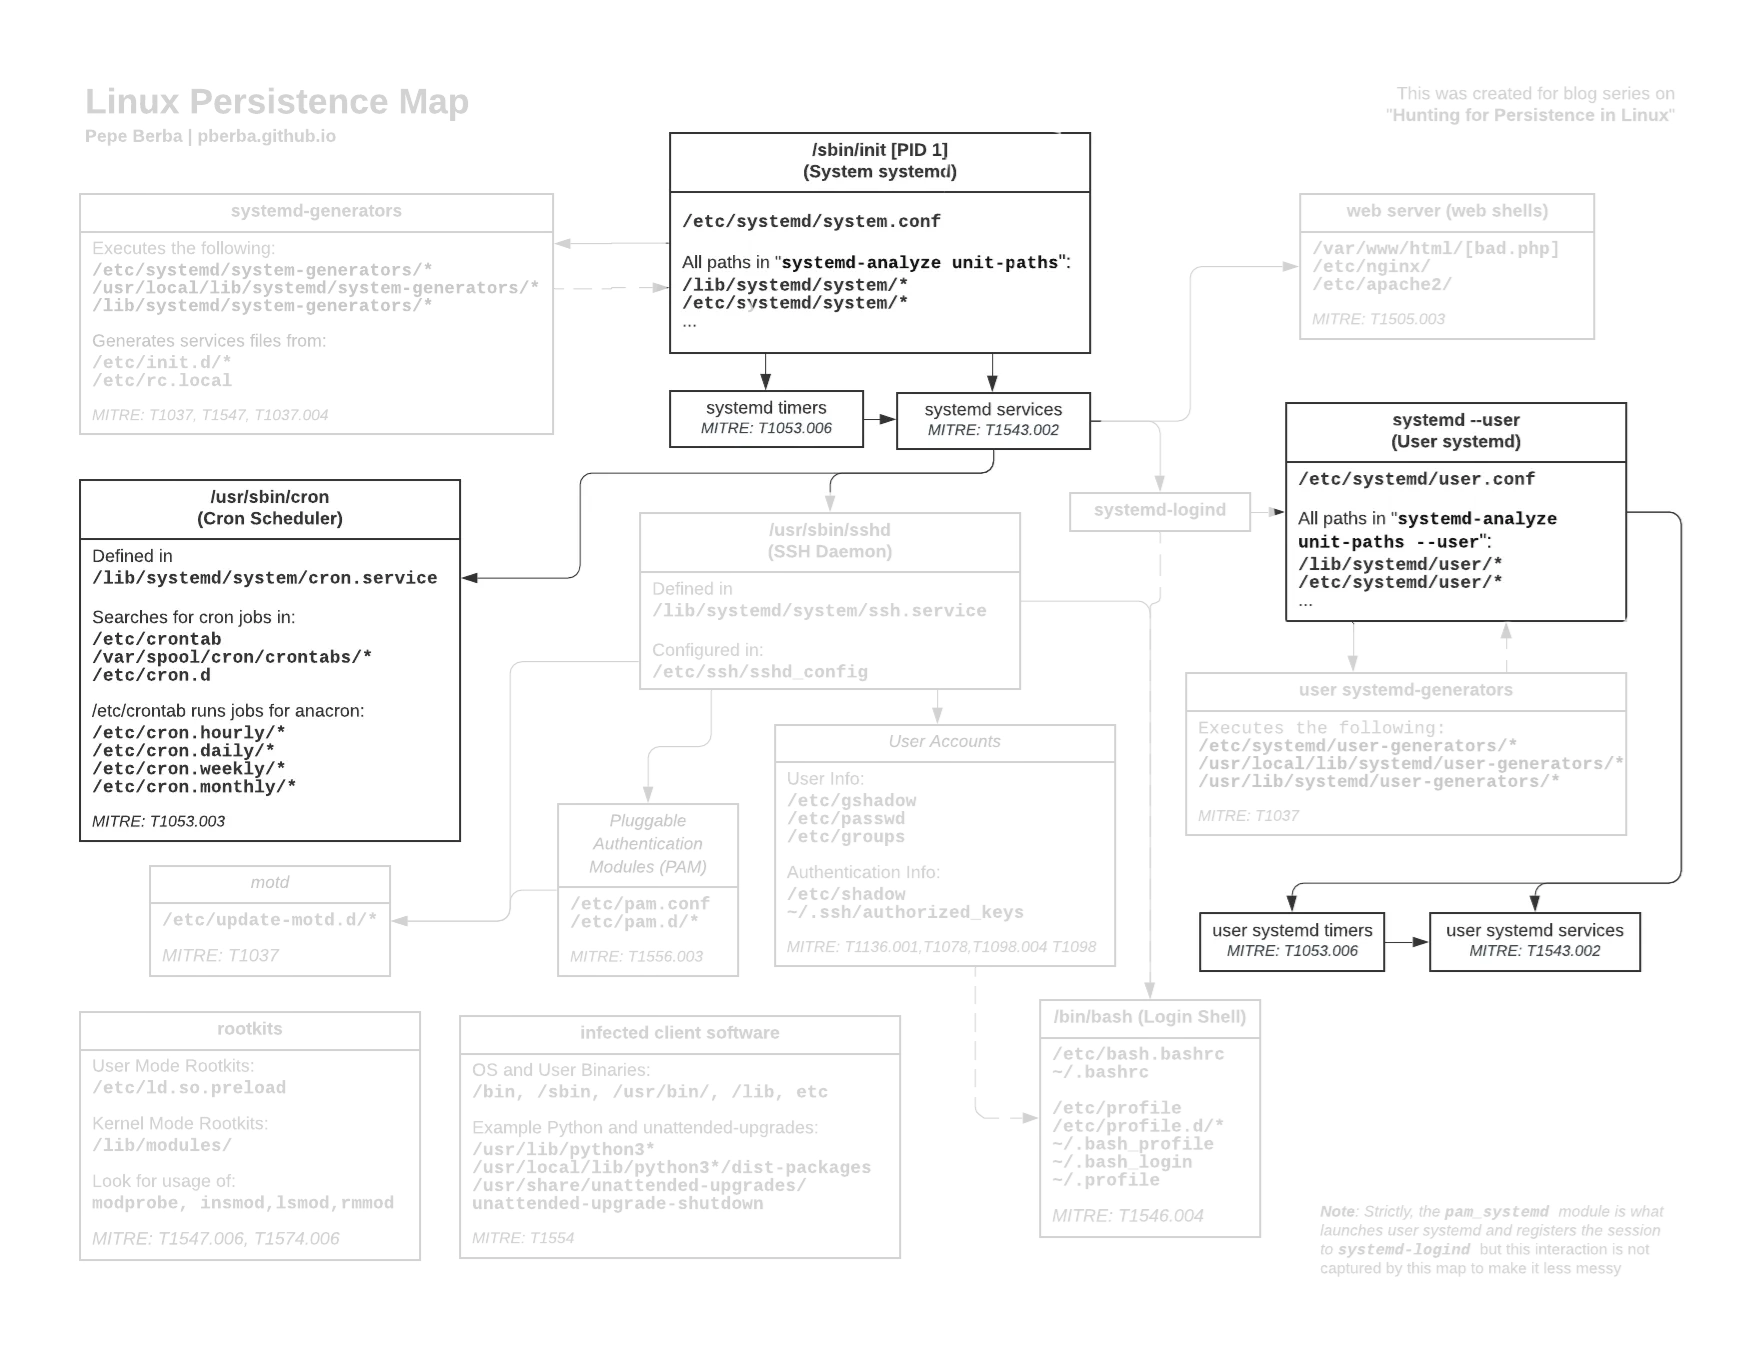 Linux Persistence Map
Pepe Berba | pberba.github.io
This was created for blog series on
"Hunting for Persistence in Linux"
/sbin/init [PID 1]
(System systemd)
/etc/systemd/system.conf
All paths in "systemd-analyze unit-paths":
/lib/systemd/system/*
/etc/systemd/system/*
...
systemd-generators
Executes the following:
/etc/systemd/system-generators/*
/usr/local/lib/systemd/system-generators/*
/lib/systemd/system-generators/*
Generates services files from:
/etc/init.d/*
/etc/rc.local
MITRE: T1037, T1547, T1037.004
web server (web shells)
/var/www/html/[bad.php]
/etc/nginx/
/etc/apache2/
MITRE: T1505.003
systemd timers
MITRE: T1053.006
systemd services
MITRE: T1543.002
systemd --user
(User systemd)
/etc/systemd/user.conf
All paths in "systemd-analyze
unit-paths --user":
/lib/systemd/user/*
/etc/systemd/user/*
...
/usr/sbin/cron
(Cron Scheduler)
Defined in
/lib/systemd/system/cron.service
Searches for cron jobs in:
/etc/crontab
/var/spool/cron/crontabs/*
/etc/cron.d
/etc/crontab runs jobs for anacron:
/etc/cron.hourly/*
/etc/cron.daily/*
/etc/cron.weekly/*
/etc/cron.monthly/*
MITRE: T1053.003
/usr/sbin/sshd
(SSH Daemon)
Defined in
/lib/systemd/system/ssh.service
Configured in:
/etc/ssh/sshd_config
systemd-logind
user systemd-generators
Executes the following:
/etc/systemd/user-generators/*
/usr/local/lib/systemd/user-generators/*
/usr/lib/systemd/user-generators/*
MITRE: T1037
User Accounts
User Info:
/etc/gshadow
/etc/passwd
/etc/groups
Authentication Info:
/etc/shadow
~/.ssh/authorized_keys
MITRE: T1136.001,T1078,T1098.004 T1098
Pluggable
Authentication
Modules (PAM)
/etc/pam.conf
/etc/pam.d/*
MITRE: T1556.003
motd
/etc/update-motd.d/*
MITRE: T1037
user systemd timers
MITRE: T1053.006
user systemd services
MITRE: T1543.002
rootkits
User Mode Rootkits:
/etc/ld.so.preload
Kernel Mode Rootkits:
/lib/modules/
Look for usage of:
modprobe, insmod,lsmod,rmmod
MITRE: T1547.006, T1574.006
infected client software
OS and User Binaries:
/bin, /sbin, /usr/bin/, /lib, etc
Example Python and unattended-upgrades:
/usr/lib/python3*
/usr/local/lib/python3*/dist-packages
/usr/share/unattended-upgrades/
unattended-upgrade-shutdown
MITRE: T1554
/bin/bash (Login Shell)
/etc/bash.bashrc
~/.bashrc
/etc/profile
/etc/profile.d/*
~/.bash_profile
~/.bash_login
~/.profile
MITRE: T1546.004
Note: Strictly, the pam_systemd module is what
launches user systemd and registers the session
to systemd-logind but this interaction is not
captured by this map to make it less messy